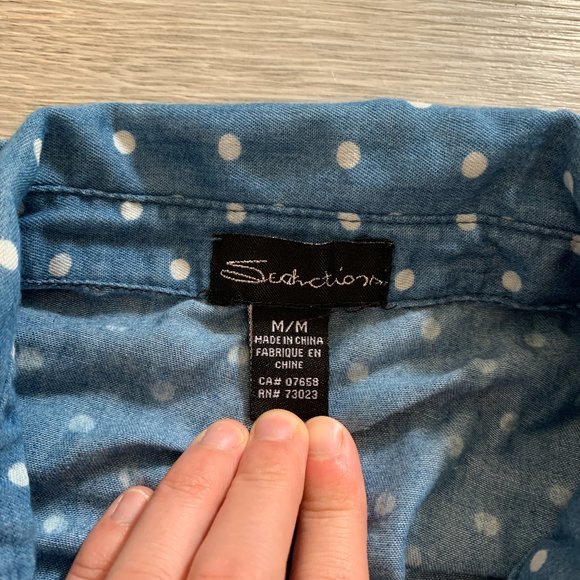 Seductions
M/M
MADE IN CHINA
FABRIQUE EN
CHINE
CA# 07658
RN# 73023